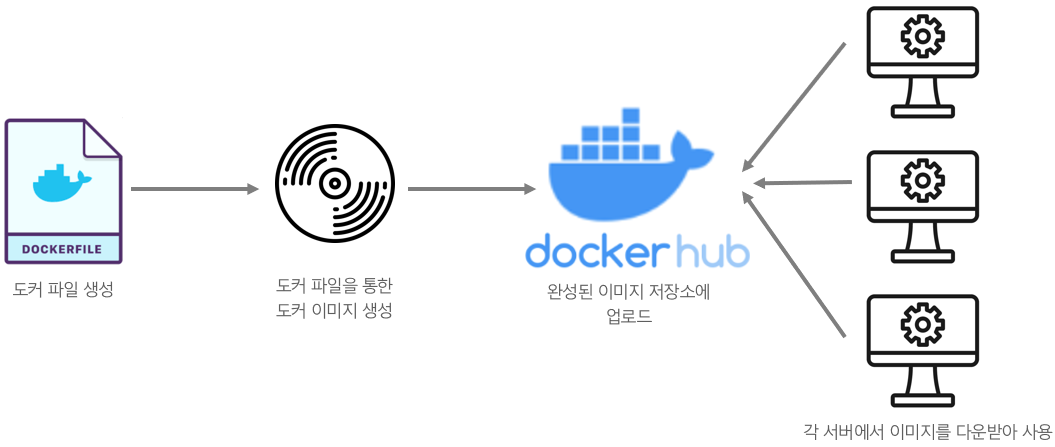 DOCKERFILE
도커 파일 생성
도커 파일을 통한
도커 이미지 생성
docker hub
완성된 이미지 저장소에
업로드
각 서버에서 이미지를 다운받아 사용